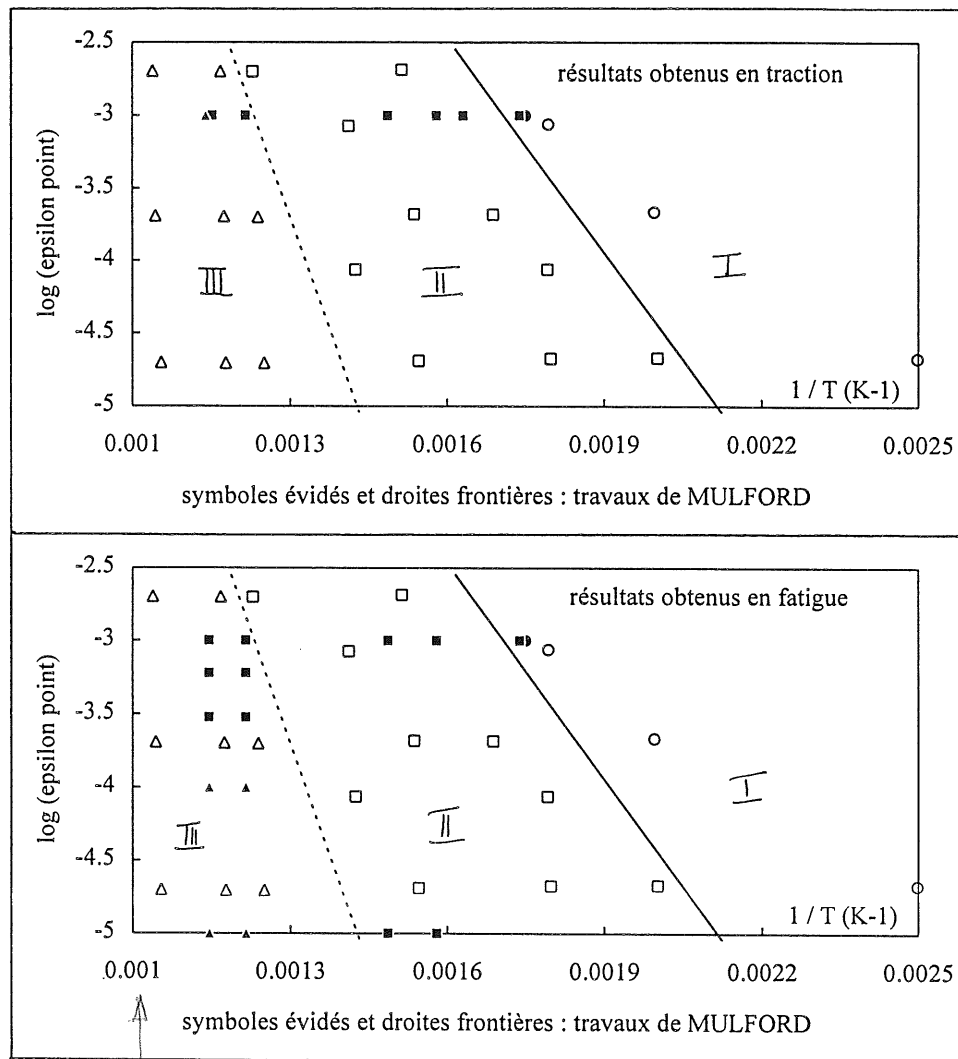 -2.5
résultats obtenus en traction
-3
-3.5
-4
-4.5
-5
log (epsilon point)
III
II
I
1 / T (K-1)
0.001 0.0013 0.0016 0.0019 0.0022 0.0025
symboles évidés et droites frontières : travaux de MULFORD
-2.5
résultats obtenus en fatigue
-3
-3.5
-4
-4.5
-5
log (epsilon point)
III
II
I
1 / T (K-1)
0.001 0.0013 0.0016 0.0019 0.0022 0.0025
symboles évidés et droites frontières : travaux de MULFORD